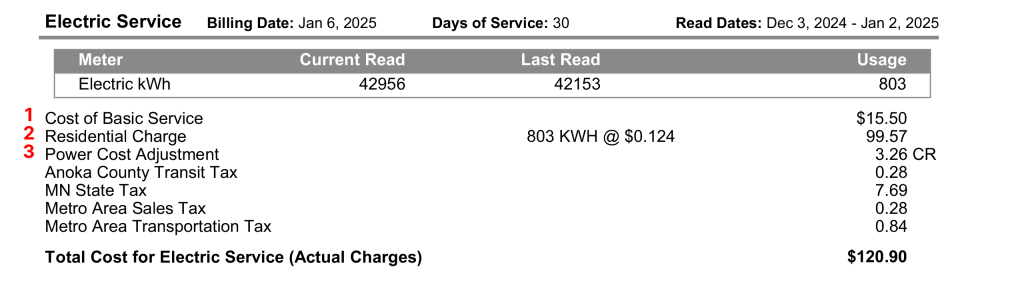 Electric Service Billing Date: Jan 6, 2025 Days of Service: 30 Read Dates: Dec 3, 2024 - Jan 2, 2025
Meter Current Read Last Read Usage
Electric kWh 42956 42153 803
1 Cost of Basic Service $15.50
2 Residential Charge 803 KWH @ $0.124 99.57
3 Power Cost Adjustment 3.26 CR
Anoka County Transit Tax 0.28
MN State Tax 7.69
Metro Area Sales Tax 0.28
Metro Area Transportation Tax 0.84
Total Cost for Electric Service (Actual Charges) $120.90